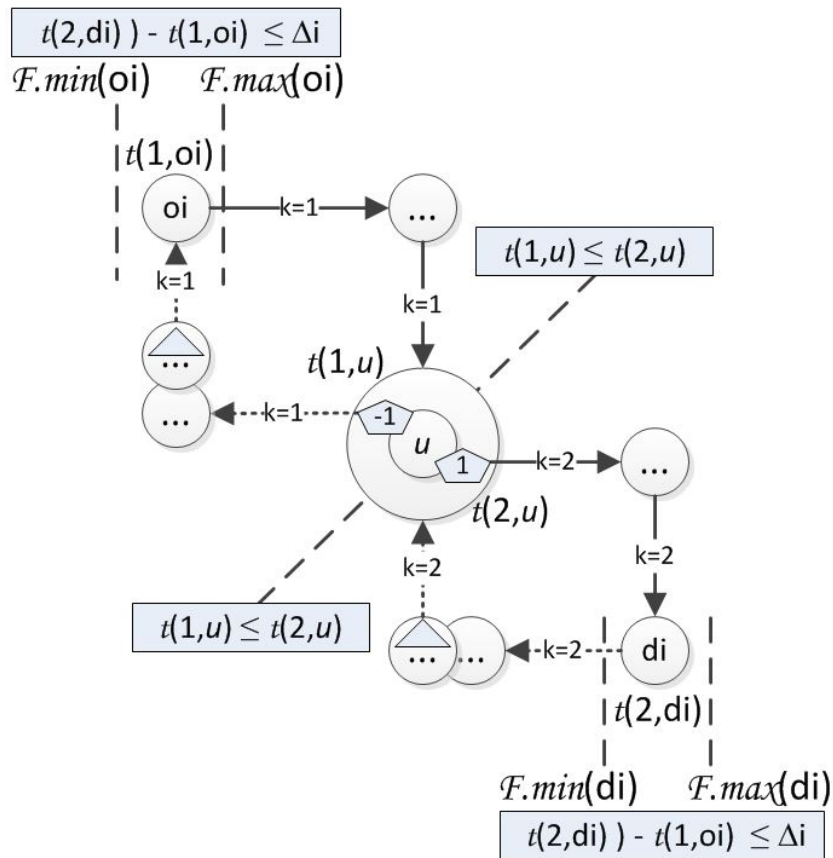 t(2,di) ) - t(1,oi) ≤ Δi
ℱ.min(oi) ℱ.max(oi)
t(1,oi)
oi
k=1
...
t(1,u) ≤ t(2,u)
k=1
k=1
...
t(1,u)
...
k=1
-1
u
1
k=2
...
t(2,u)
k=2
k=2
t(1,u) ≤ t(2,u)
... ...
k=2
di
t(2,di)
ℱ.min(di) ℱ.max(di)
t(2,di) ) - t(1,oi) ≤ Δi